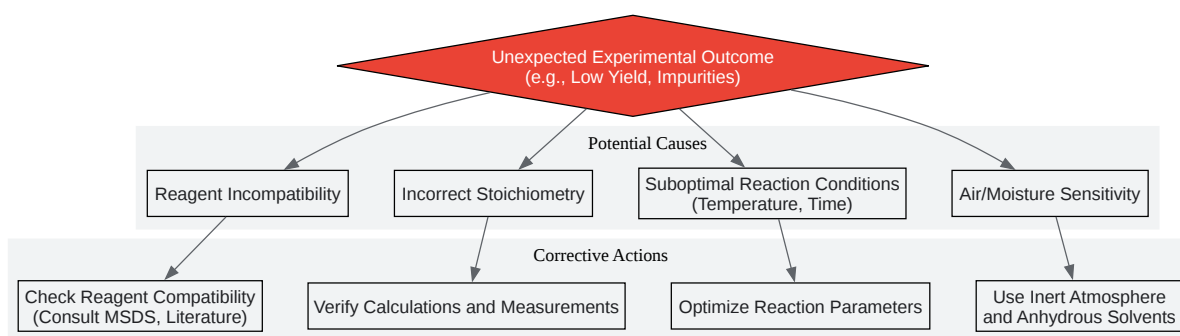 Unexpected Experimental Outcome
(e.g., Low Yield, Impurities)
Potential Causes
Reagent Incompatibility
Incorrect Stoichiometry
Suboptimal Reaction Conditions
(Temperature, Time)
Air/Moisture Sensitivity
Corrective Actions
Check Reagent Compatibility
(Consult MSDS, Literature)
Verify Calculations and Measurements
Optimize Reaction Parameters
Use Inert Atmosphere
and Anhydrous Solvents